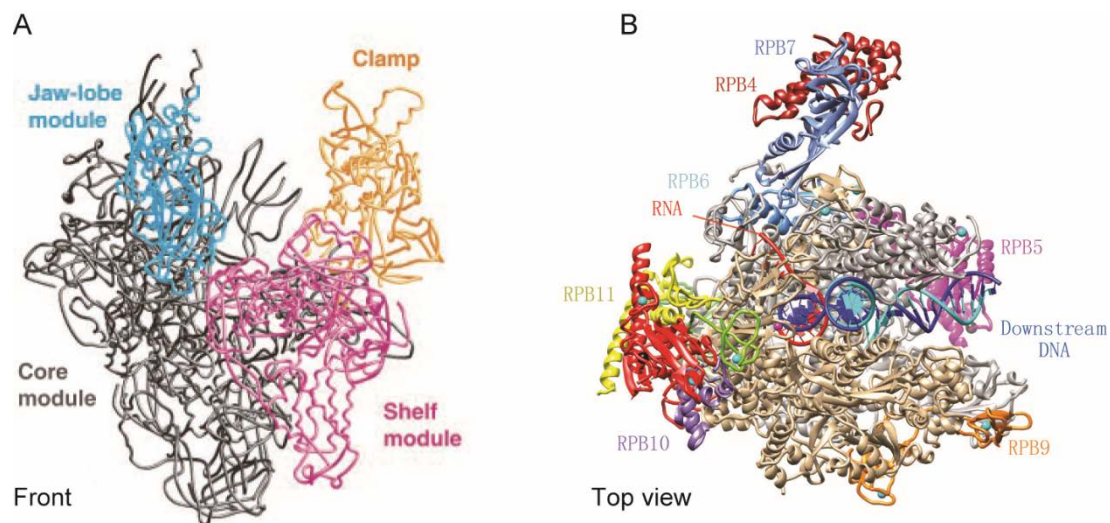 A
Clamp
Jaw-lobe
module
Core
module
Shelf
module
Front
B
RPB7
RPB4
RPB6
RNA
RPB5
RPB11
Downstream
DNA
RPB10
RPB9
Top view